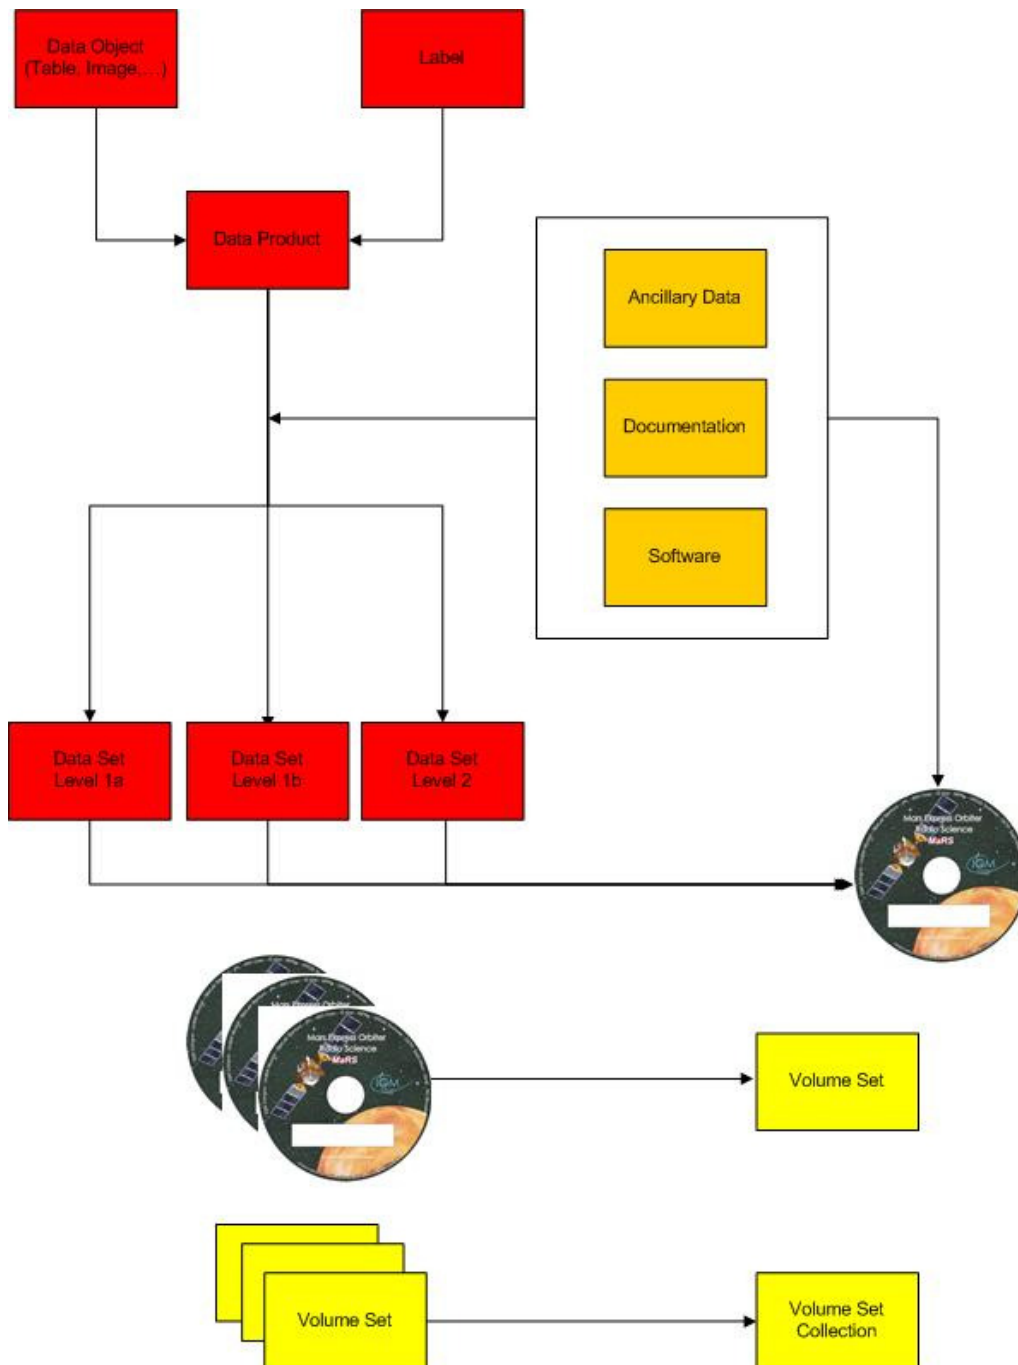 Data Object
(Table, Image,...)
Label
Data Product
Ancillary Data
Documentation
Software
Data Set
Level 1a
Data Set
Level 1b
Data Set
Level 2
Mars Express Orbiter
Radio Science
MaRS
IGM
Mars Express Orbiter
Radio Science
MaRS
IGM
Volume Set
Volume Set
Volume Set
Collection